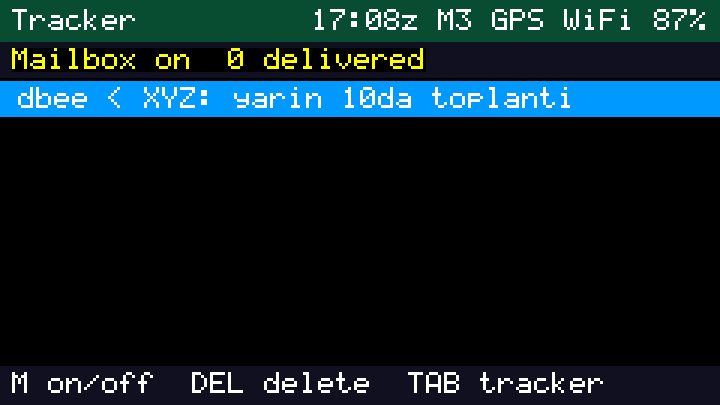 Tracker 17:08z M3 GPS WiFi 87%
Mailbox on 0 delivered
dbee < XYZ: yarin 10da toplanti
M on/off DEL delete TAB tracker